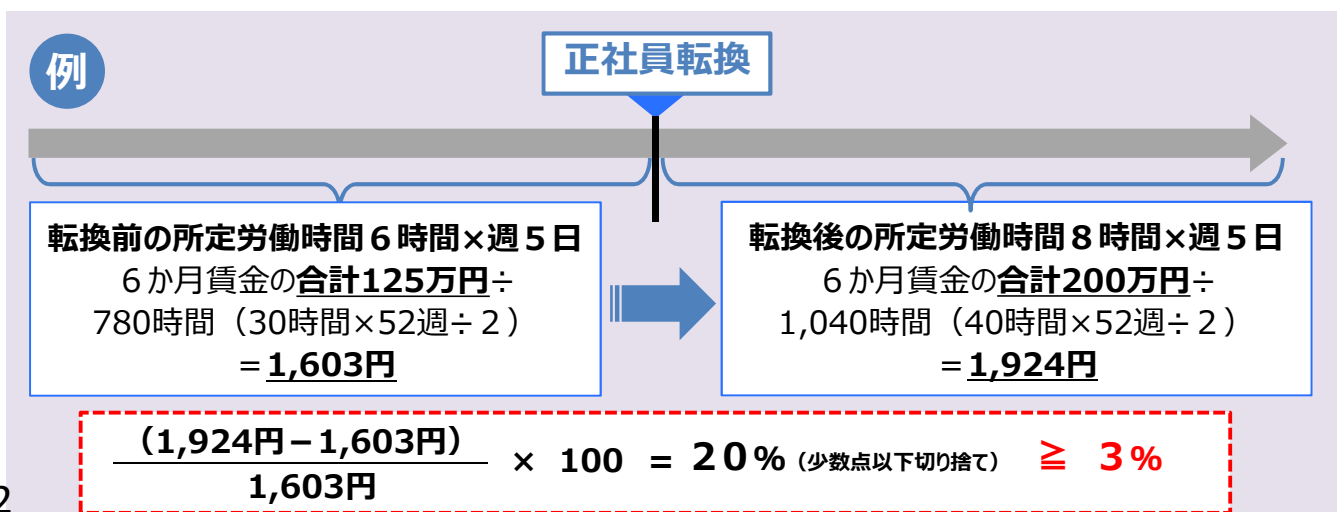 例
正社員転換
転換前の所定労働時間６時間×週５日
６か月賃金の合計125万円÷
780時間（30時間×52週÷２）
＝1,603円
転換後の所定労働時間８時間×週５日
６か月賃金の合計200万円÷
1,040時間（40時間×52週÷２）
＝1,924円
（1,924円－1,603円）
1,603円
× 100 ＝ 20％（少数点以下切り捨て） ≧ 3％
2